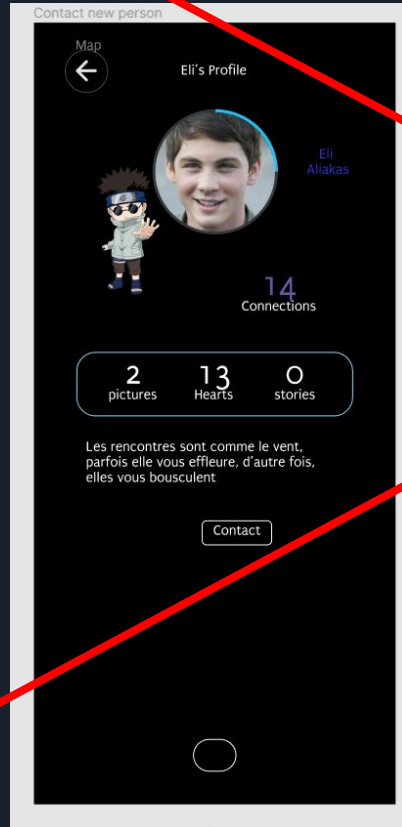 Contact new person
Map
Eli's Profile
Eli
Aliakas
14
Connections
2
pictures
13
Hearts
0
stories
Les rencontres sont comme le vent,
parfois elle vous effleure, d'autre fois,
elles vous bousculent
Contact